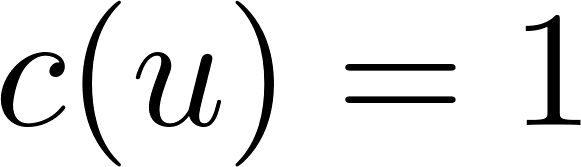 c(u) = 1